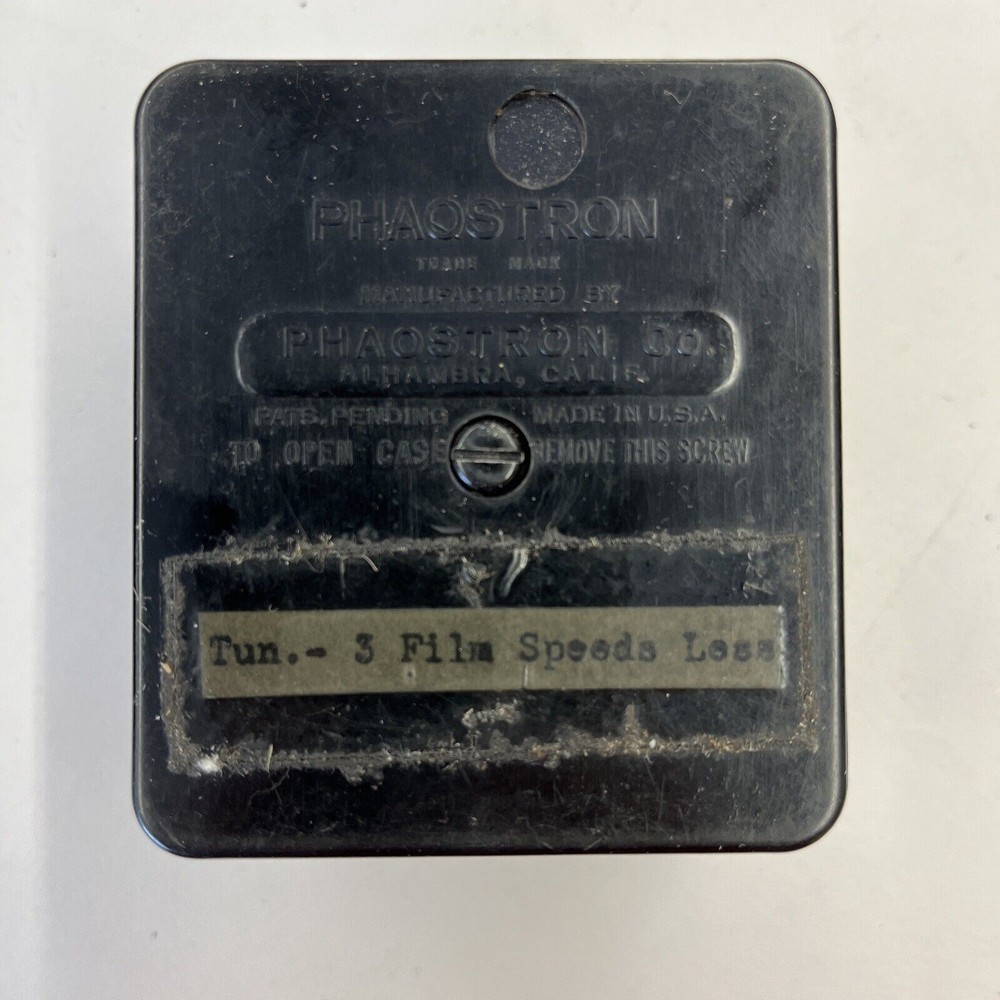 PHAOSTRON
TRADE MARK
MANUFACTURED BY
PHAOSTRON Co.
ALHAMBRA, CALIF.
PATS. PENDING MADE IN U.S.A.
TO OPEN CASE REMOVE THIS SCREW
Tun.- 3 Film Speeds Less